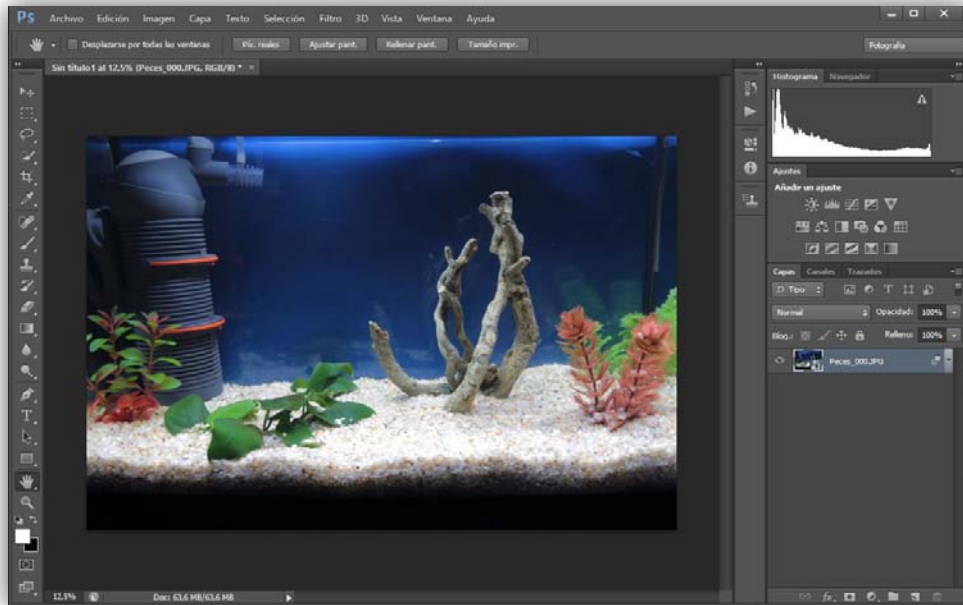 Ps Archivo Edición Imagen Capa Texto Selección Filtro 3D Vista Ventana Ayuda
Desplazarse por todas las ventanas Píx. reales Ajustar pant. Rellenar pant. Tamaño impr. Fotografía
Sin título1 al 12,5% (Peces_000.JPG, RGB/8) * ×
Histograma Navegador
Ajustes
Añadir un ajuste
Capas Canales Trazados
Tipo
Normal Opacidad: 100%
Bloq.: Relleno: 100%
Peces_000.JPG
12,5% Doc: 63,6 MB/63,6 MB
fx